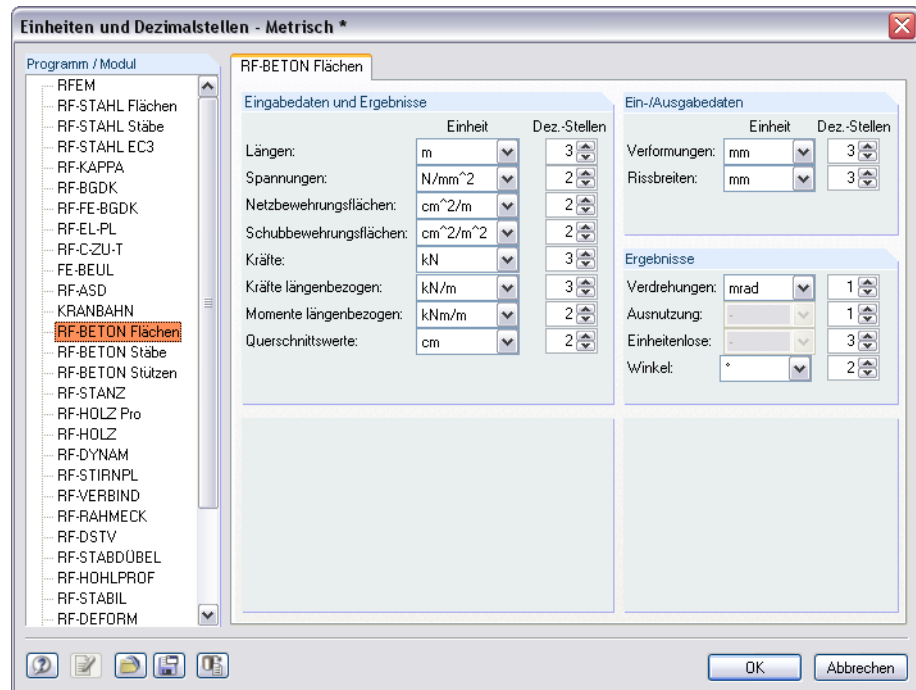 Einheiten und Dezimalstellen - Metrisch *
Programm / Modul
RFEM
RF-STAHL Flächen
RF-STAHL Stäbe
RF-STAHL EC3
RF-KAPPA
RF-BGDK
RF-FE-BGDK
RF-EL-PL
RF-C-ZU-T
FE-BEUL
RF-ASD
KRANBAHN
RF-BETON Flächen
RF-BETON Stäbe
RF-BETON Stützen
RF-STANZ
RF-HOLZ Pro
RF-HOLZ
RF-DYNAM
RF-STIRNPL
RF-VERBIND
RF-RAHMECK
RF-DSTV
RF-STABDÜBEL
RF-HOHLPROF
RF-STABIL
RF-DEFORM
RF-BETON Flächen
Eingabedaten und Ergebnisse
Einheit Dez.-Stellen
Längen: m 3
Spannungen: N/mm^2 2
Netzbewehrungsflächen: cm^2/m 2
Schubbewehrungsflächen: cm^2/m^2 2
Kräfte: kN 3
Kräfte längenbezogen: kN/m 3
Momente längenbezogen: kNm/m 2
Querschnittswerte: cm 2
Ein-/Ausgabedaten
Einheit Dez.-Stellen
Verformungen: mm 3
Rissbreiten: mm 3
Ergebnisse
Verdrehungen: mrad 1
Ausnutzung: - 1
Einheitenlose: - 3
Winkel: ° 2
OK Abbrechen